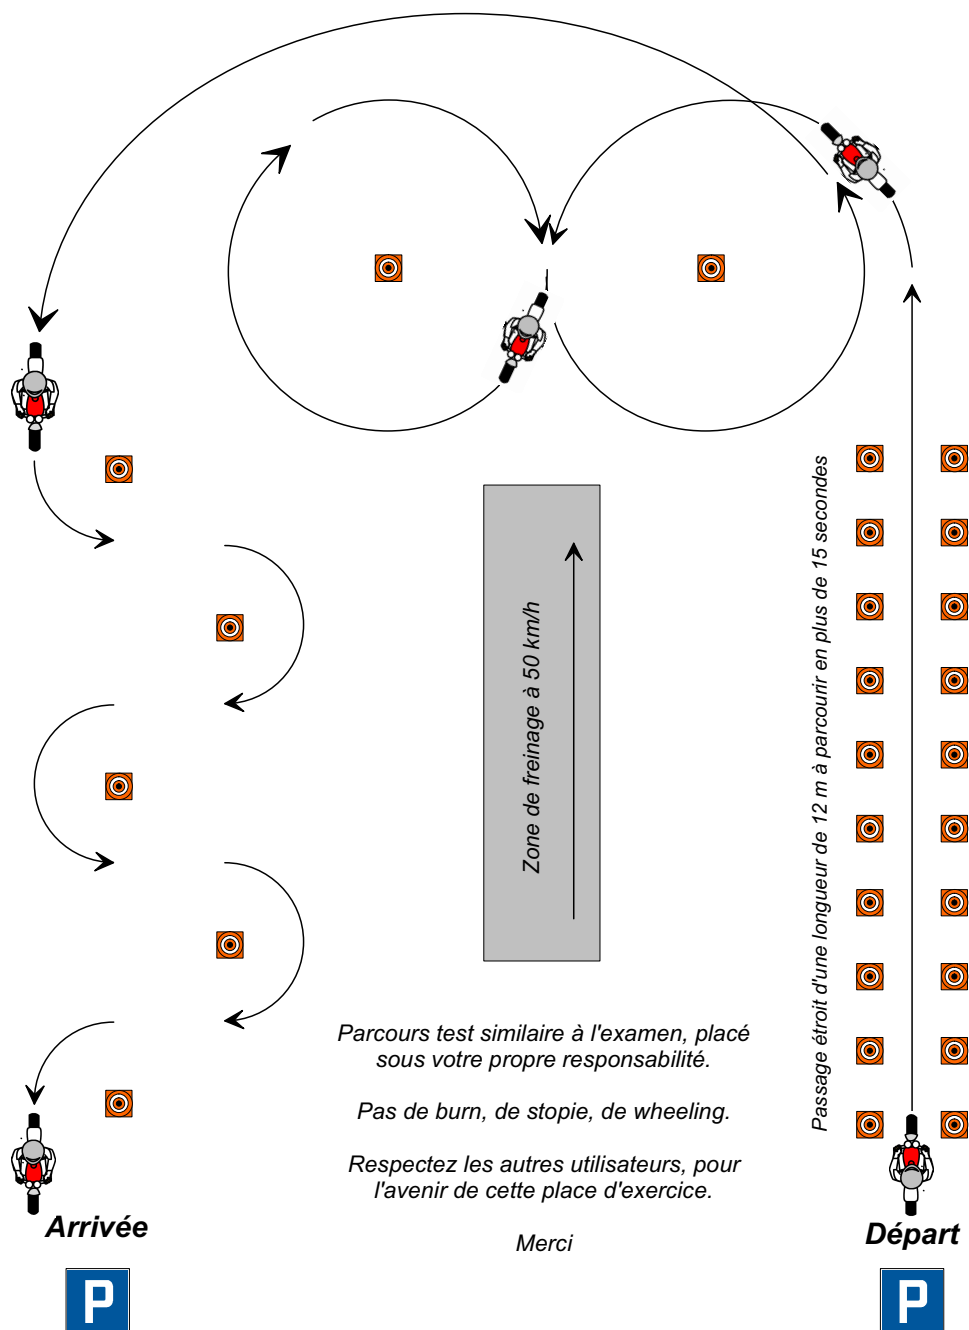 Passage étroit d'une longueur de 12 m à parcourir en plus de 15 secondes
Zone de freinage à 50 km/h
Parcours test similaire à l'examen, placé
sous votre propre responsabilité.
Pas de burn, de stopie, de wheeling.
Respectez les autres utilisateurs, pour
l'avenir de cette place d'exercice.
Merci
Arrivée
Départ
P
P